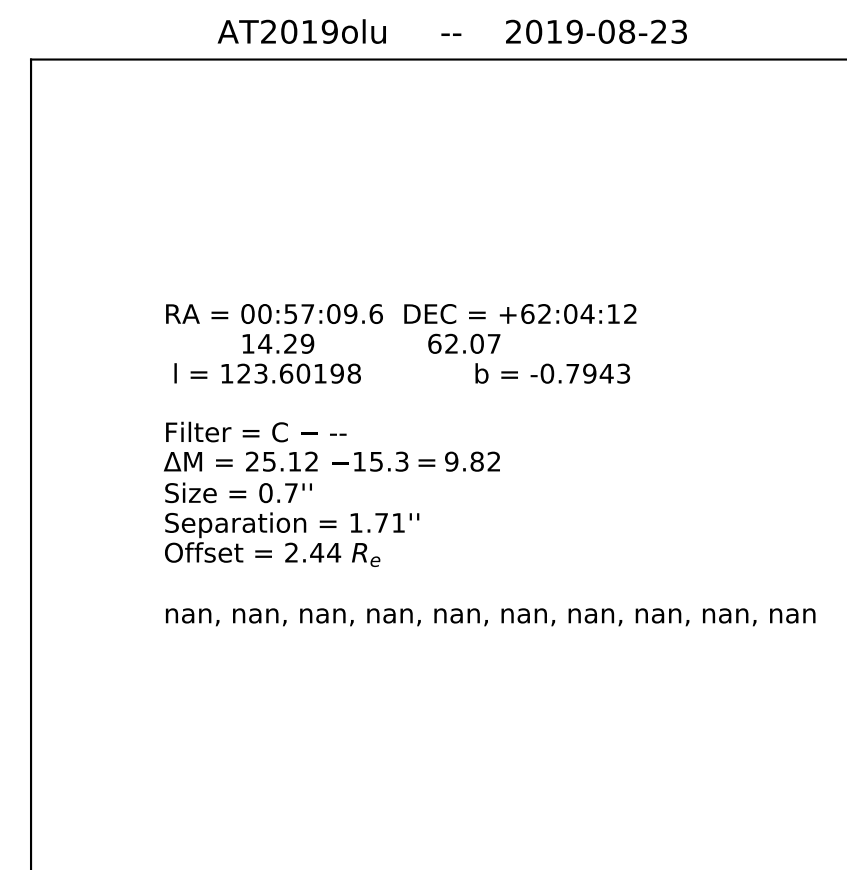 AT2019olu -- 2019-08-23
RA = 00:57:09.6 DEC = +62:04:12
14.29 62.07
l = 123.60198 b = -0.7943
Filter = C − --
ΔM = 25.12 −15.3 = 9.82
Size = 0.7''
Separation = 1.71''
Offset = 2.44 Rₑ
nan, nan, nan, nan, nan, nan, nan, nan, nan, nan